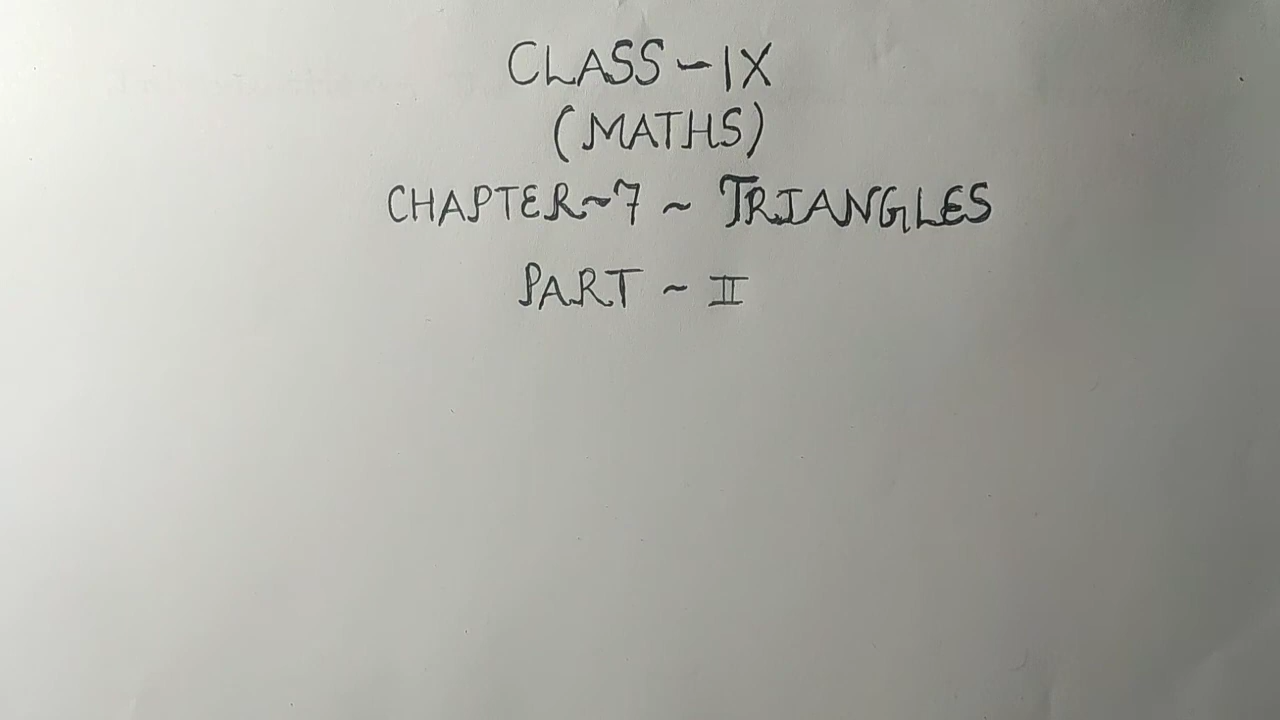 CLASS - IX
(MATHS)
CHAPTER ~ 7 ~ TRIANGLES
PART ~ II